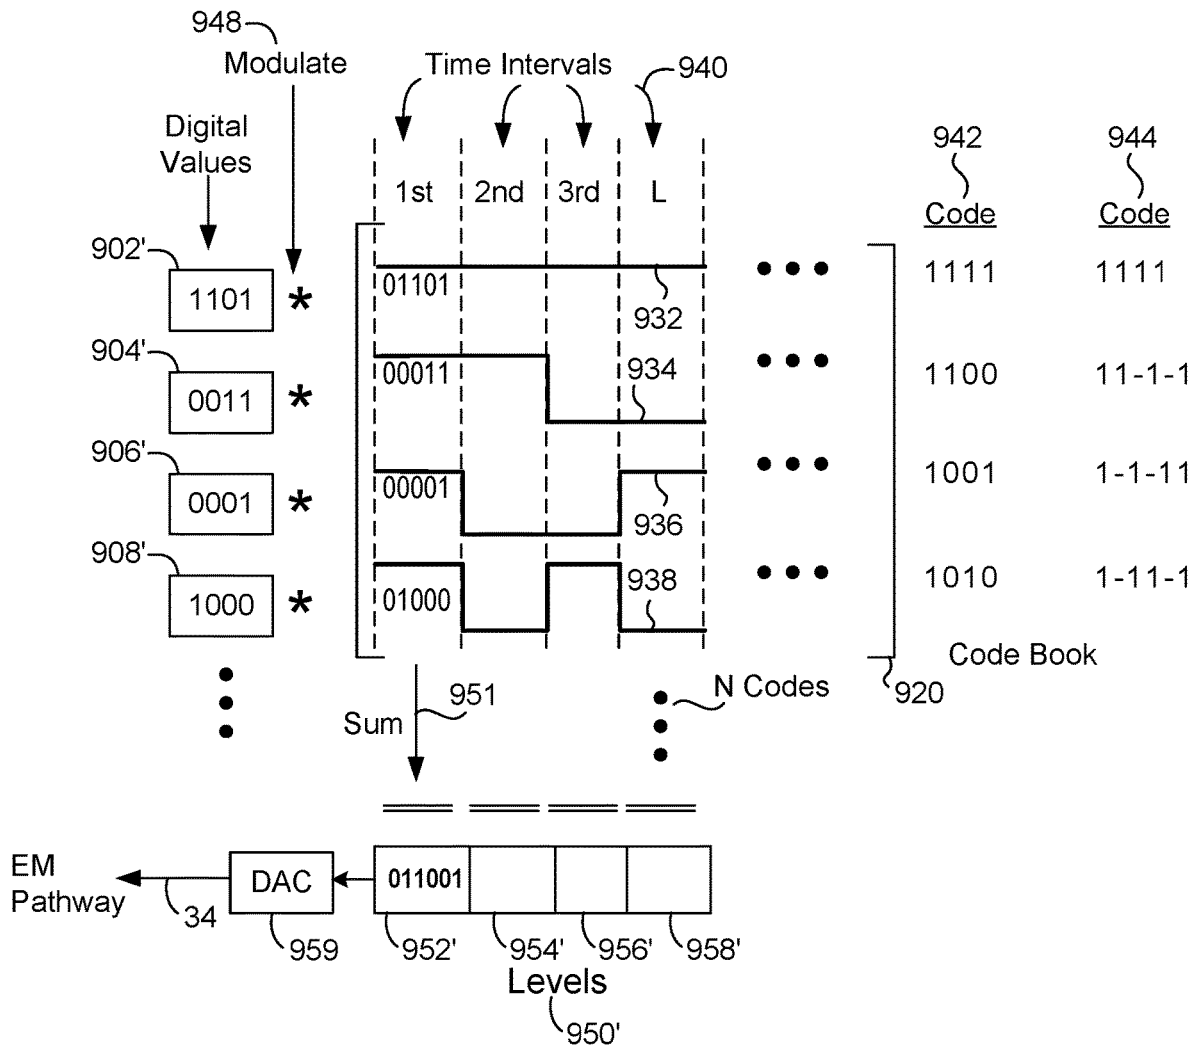 948
Modulate
Time Intervals
940
Digital
Values
942
944
1st 2nd 3rd L
Code
Code
902'
1101 *
01101
932
1111
1111
904'
0011 *
00011
934
1100
11-1-1
906'
0001 *
00001
936
1001
1-1-11
908'
1000 *
01000
938
1010
1-11-1
Code Book
920
951
Sum
N Codes
EM
Pathway
34
DAC
959
011001
952' 954' 956' 958'
Levels
950'